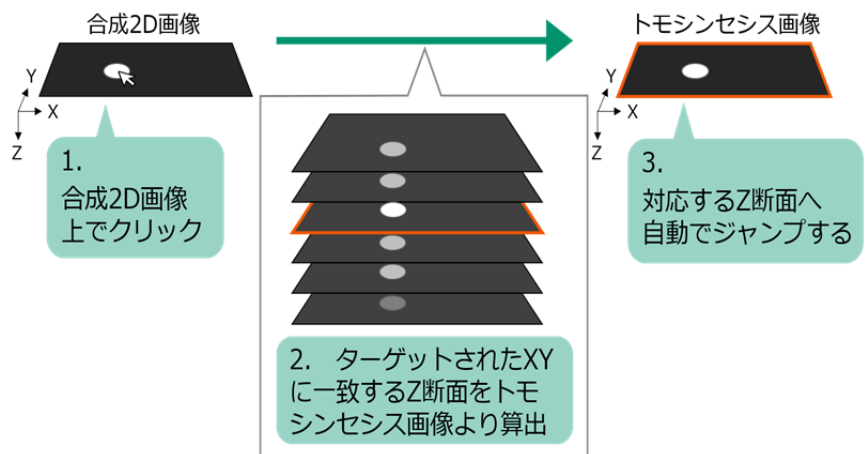 合成2D画像
トモシンセシス画像
Y
X
Z
Y
X
Z
1.
合成2D画像
上でクリック
2. ターゲットされたXY
に一致するZ断面をトモ
シンセシス画像より算出
3.
対応するZ断面へ
自動でジャンプする